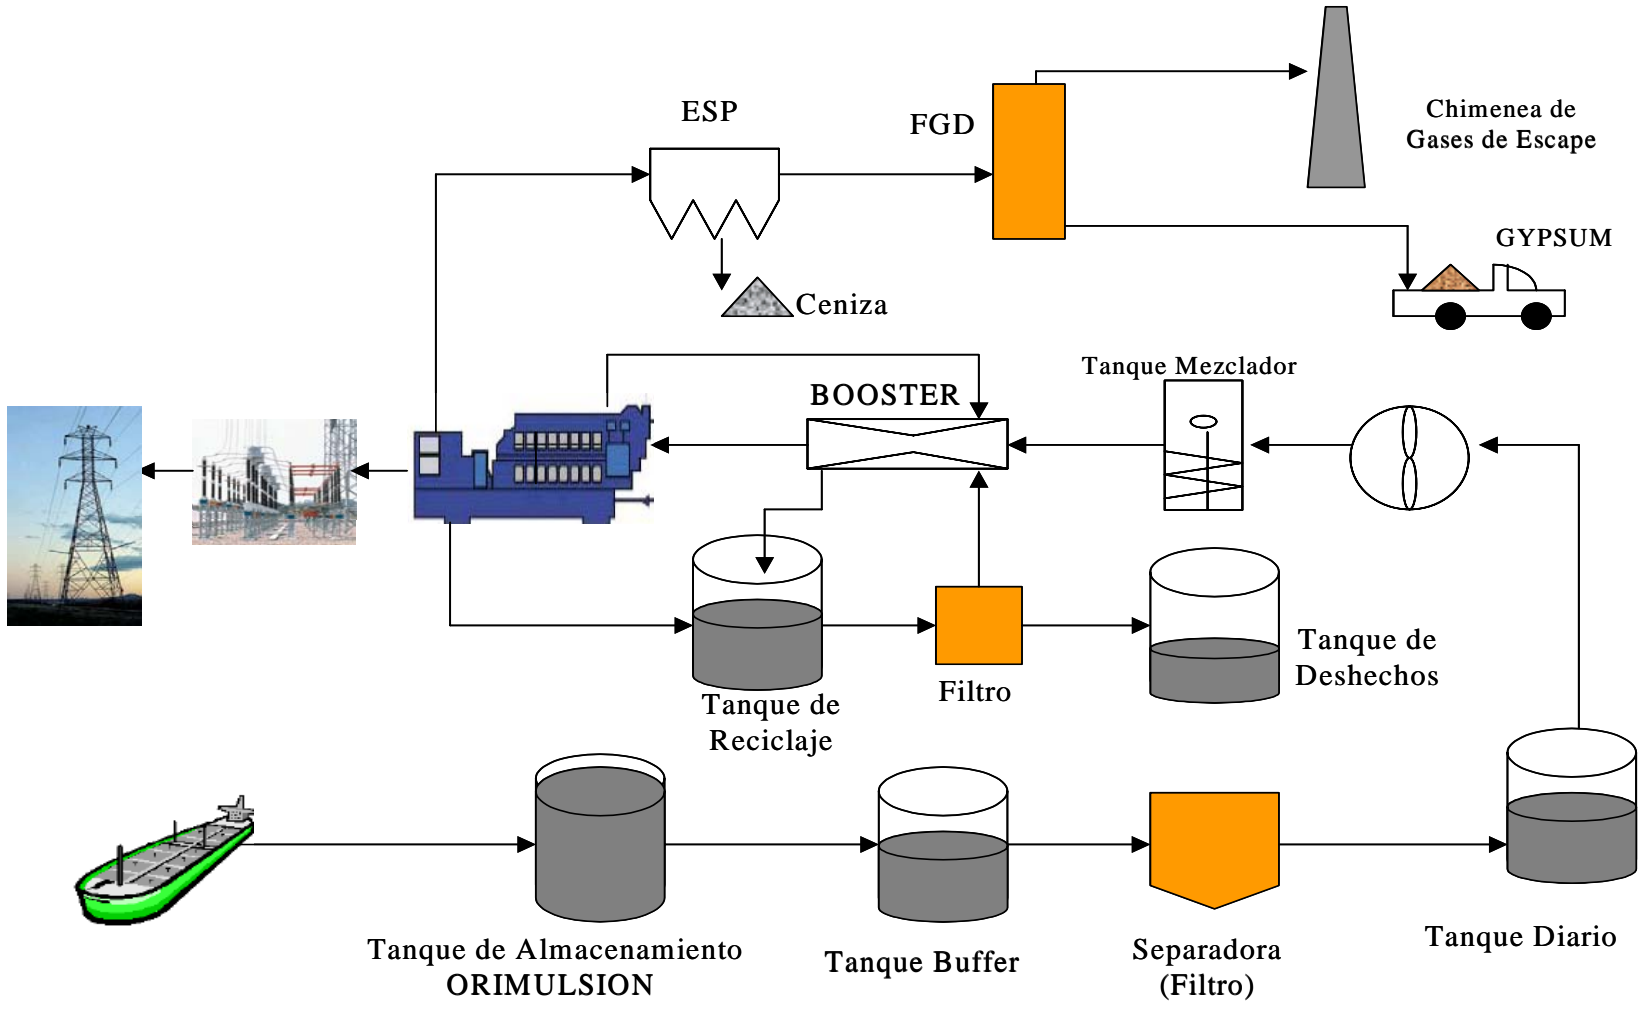 ESP
FGD
Chimenea de
Gases de Escape
GYPSUM
Ceniza
Tanque Mezclador
BOOSTER
Tanque de
Deshechos
Filtro
Tanque de
Reciclaje
Tanque Diario
Tanque de Almacenamiento
ORIMULSION
Tanque Buffer
Separadora
(Filtro)